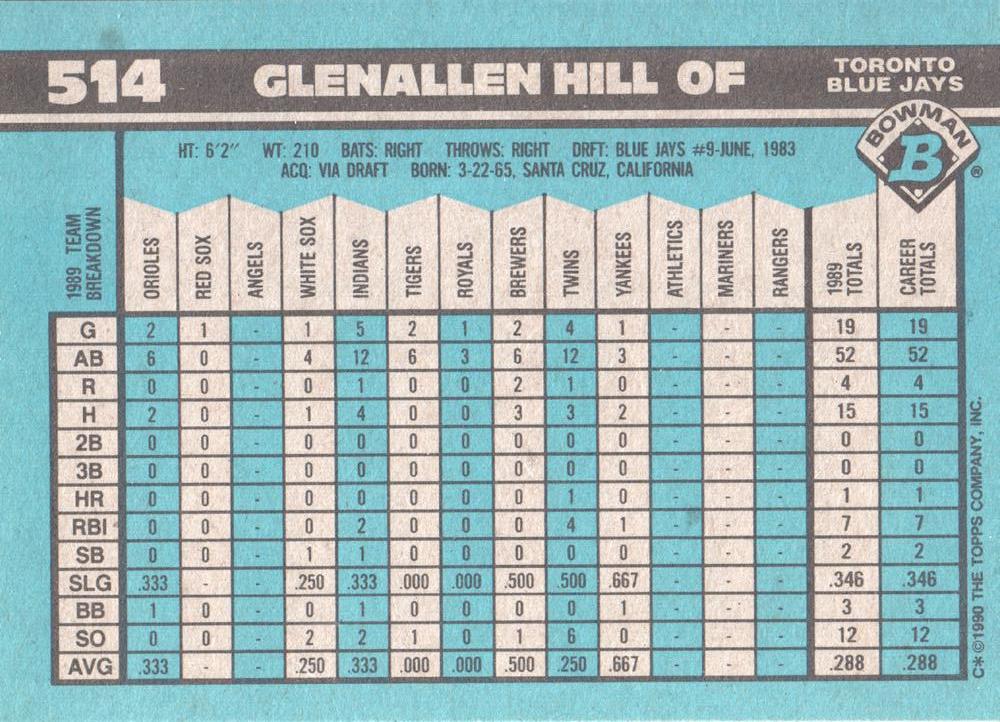 514 GLENALLEN HILL OF TORONTO BLUE JAYS
BOWMAN
B
®
HT: 6'2" WT: 210 BATS: RIGHT THROWS: RIGHT DRFT: BLUE JAYS #9-JUNE, 1983
ACQ: VIA DRAFT BORN: 3-22-65, SANTA CRUZ, CALIFORNIA
1989 TEAM BREAKDOWN ORIOLES RED SOX ANGELS WHITE SOX INDIANS TIGERS ROYALS BREWERS TWINS YANKEES ATHLETICS MARINERS RANGERS 1989 TOTALS CAREER TOTALS
G 2 1 - 1 5 2 1 2 4 1 - - - 19 19
AB 6 0 - 4 12 6 3 6 12 3 - - - 52 52
R 0 0 - 0 1 0 0 2 1 0 - - - 4 4
H 2 0 - 1 4 0 0 3 3 2 - - - 15 15
2B 0 0 - 0 0 0 0 0 0 0 - - - 0 0
3B 0 0 - 0 0 0 0 0 0 0 - - - 0 0
HR 0 0 - 0 0 0 0 0 1 0 - - - 1 1
RBI 0 0 - 0 2 0 0 0 4 1 - - - 7 7
SB 0 0 - 1 1 0 0 0 0 0 - - - 2 2
SLG .333 - - .250 .333 .000 .000 .500 .500 .667 - - - .346 .346
BB 1 0 - 0 1 0 0 0 0 1 - - - 3 3
SO 0 0 - 2 2 1 0 1 6 0 - - - 12 12
AVG .333 - - .250 .333 .000 .000 .500 .250 .667 - - - .288 .288
C* ©1990 THE TOPPS COMPANY, INC.